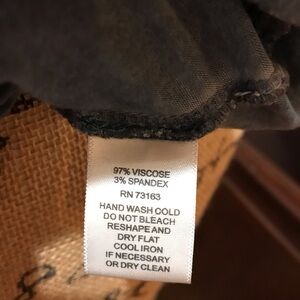 97% VISCOSE
3% SPANDEX
RN 73163
HAND WASH COLD
DO NOT BLEACH
RESHAPE AND
DRY FLAT
COOL IRON
IF NECESSARY
OR DRY CLEAN